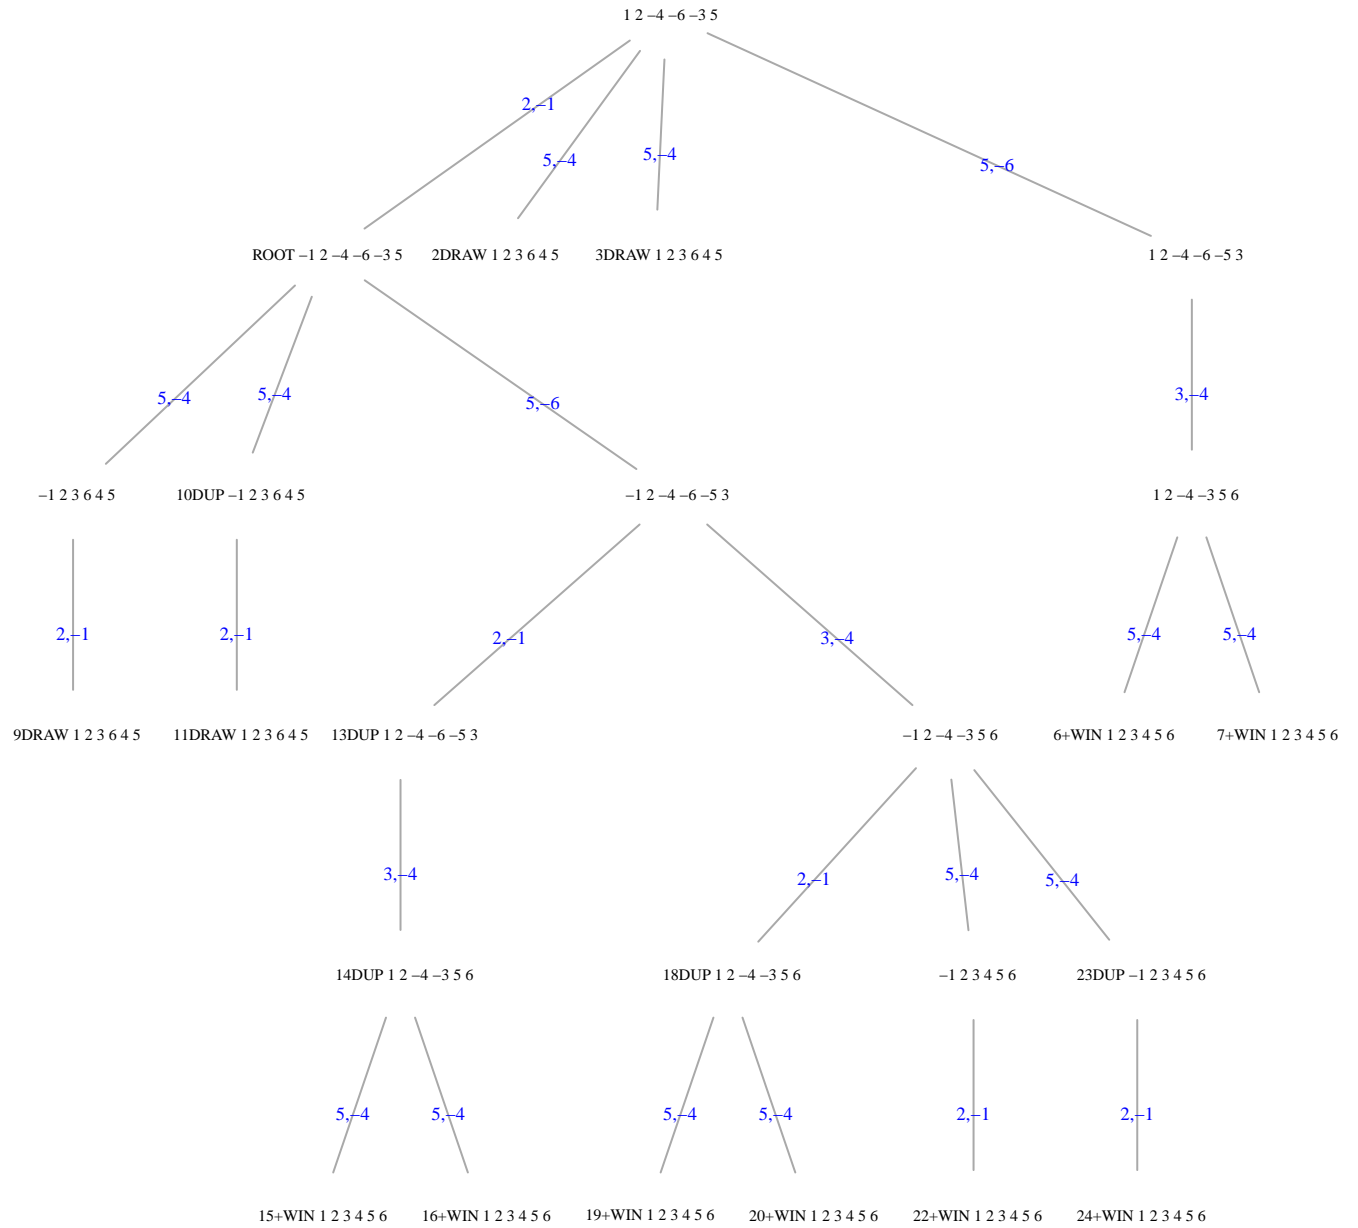 1 2 −4 −6 −3 5
2,−1
5,−4
5,−4
5,−6
ROOT −1 2 −4 −6 −3 5
2DRAW 1 2 3 6 4 5
3DRAW 1 2 3 6 4 5
1 2 −4 −6 −5 3
5,−4
5,−4
5,−6
3,−4
−1 2 3 6 4 5
10DUP −1 2 3 6 4 5
−1 2 −4 −6 −5 3
1 2 −4 −3 5 6
2,−1
2,−1
2,−1
3,−4
5,−4
5,−4
9DRAW 1 2 3 6 4 5
11DRAW 1 2 3 6 4 5
13DUP 1 2 −4 −6 −5 3
−1 2 −4 −3 5 6
6+WIN 1 2 3 4 5 6
7+WIN 1 2 3 4 5 6
3,−4
2,−1
5,−4
5,−4
14DUP 1 2 −4 −3 5 6
18DUP 1 2 −4 −3 5 6
−1 2 3 4 5 6
23DUP −1 2 3 4 5 6
5,−4
5,−4
5,−4
5,−4
2,−1
2,−1
15+WIN 1 2 3 4 5 6
16+WIN 1 2 3 4 5 6
19+WIN 1 2 3 4 5 6
20+WIN 1 2 3 4 5 6
22+WIN 1 2 3 4 5 6
24+WIN 1 2 3 4 5 6